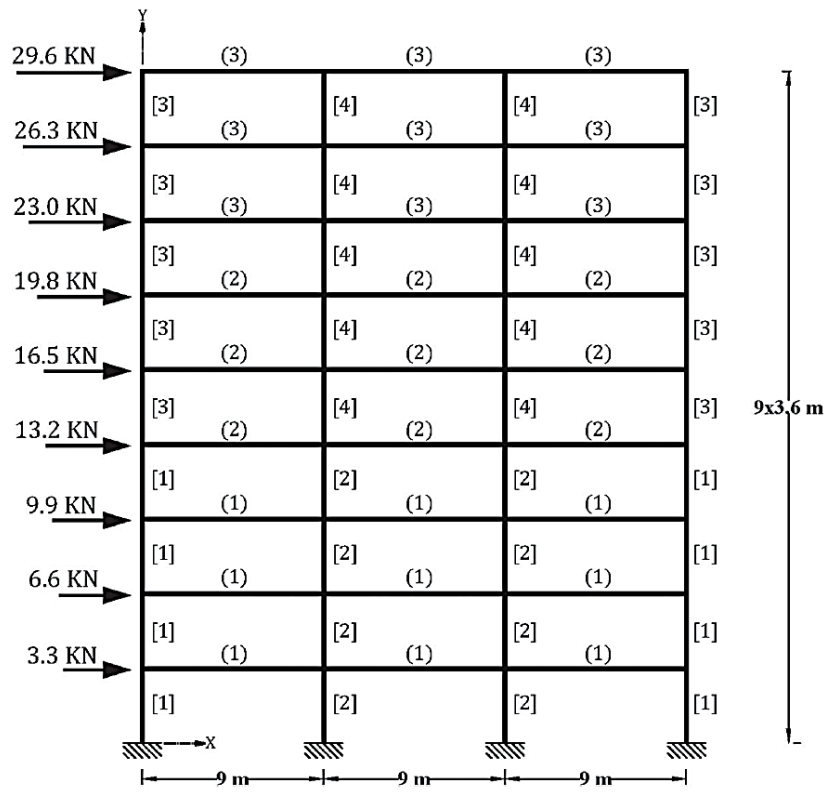 Y
29.6 KN (3) (3) (3)
[3] [4] [4] [3]
26.3 KN (3) (3) (3)
[3] [4] [4] [3]
23.0 KN (3) (3) (3)
[3] [4] [4] [3]
19.8 KN (2) (2) (2)
[3] [4] [4] [3]
16.5 KN (2) (2) (2)
[3] [4] [4] [3]
9x3.6 m
13.2 KN (2) (2) (2)
[1] [2] [2] [1]
9.9 KN (1) (1) (1)
[1] [2] [2] [1]
6.6 KN (1) (1) (1)
[1] [2] [2] [1]
3.3 KN (1) (1) (1)
[1] [2] [2] [1]
X
9 m 9 m 9 m